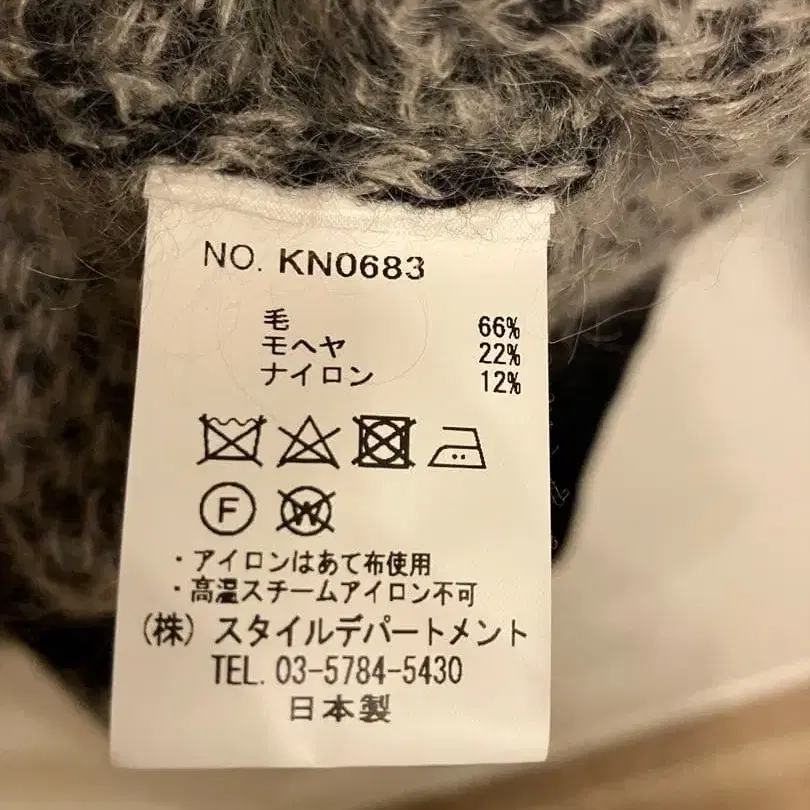 NO. KN0683
毛 66%
モヘヤ 22%
ナイロン 12%
F W
・アイロンはあて布使用
・高温スチームアイロン不可
(株) スタイルデパートメント
TEL. 03-5784-5430
日本製